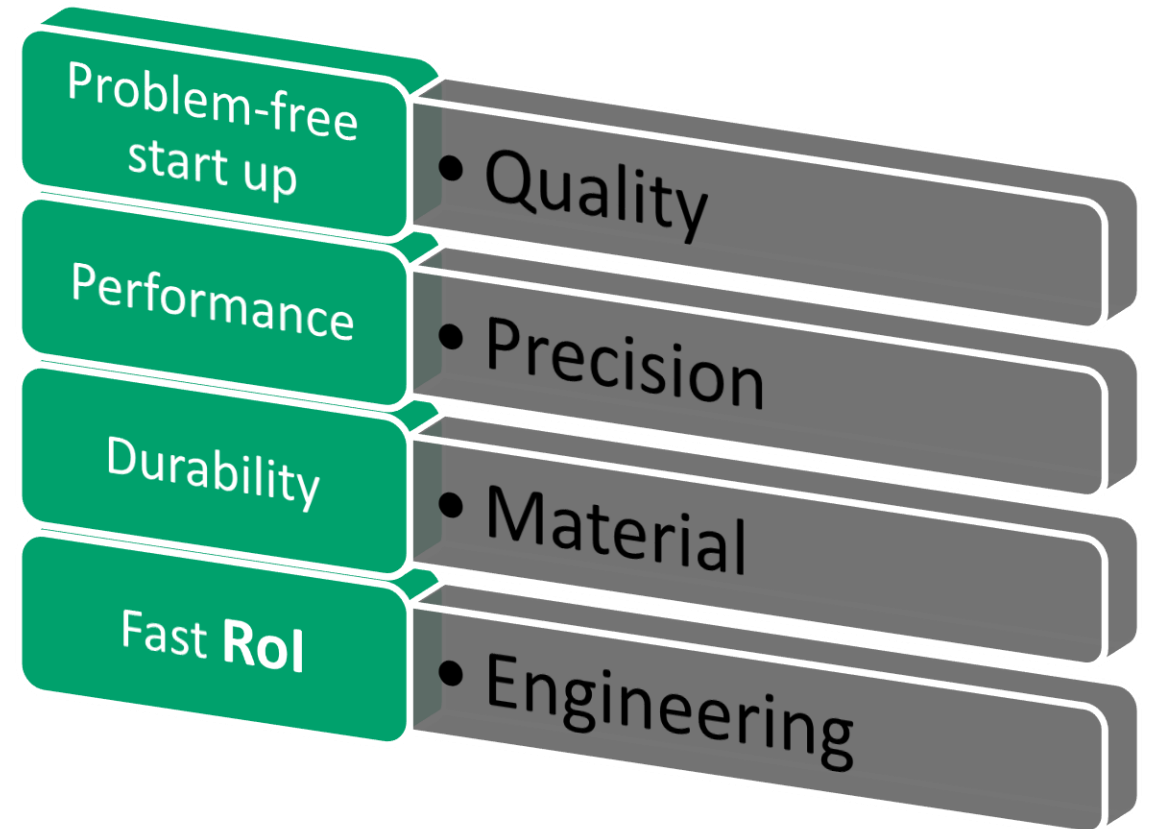 Problem-free
start up
• Quality
Performance
• Precision
Durability
• Material
Fast RoI
• Engineering